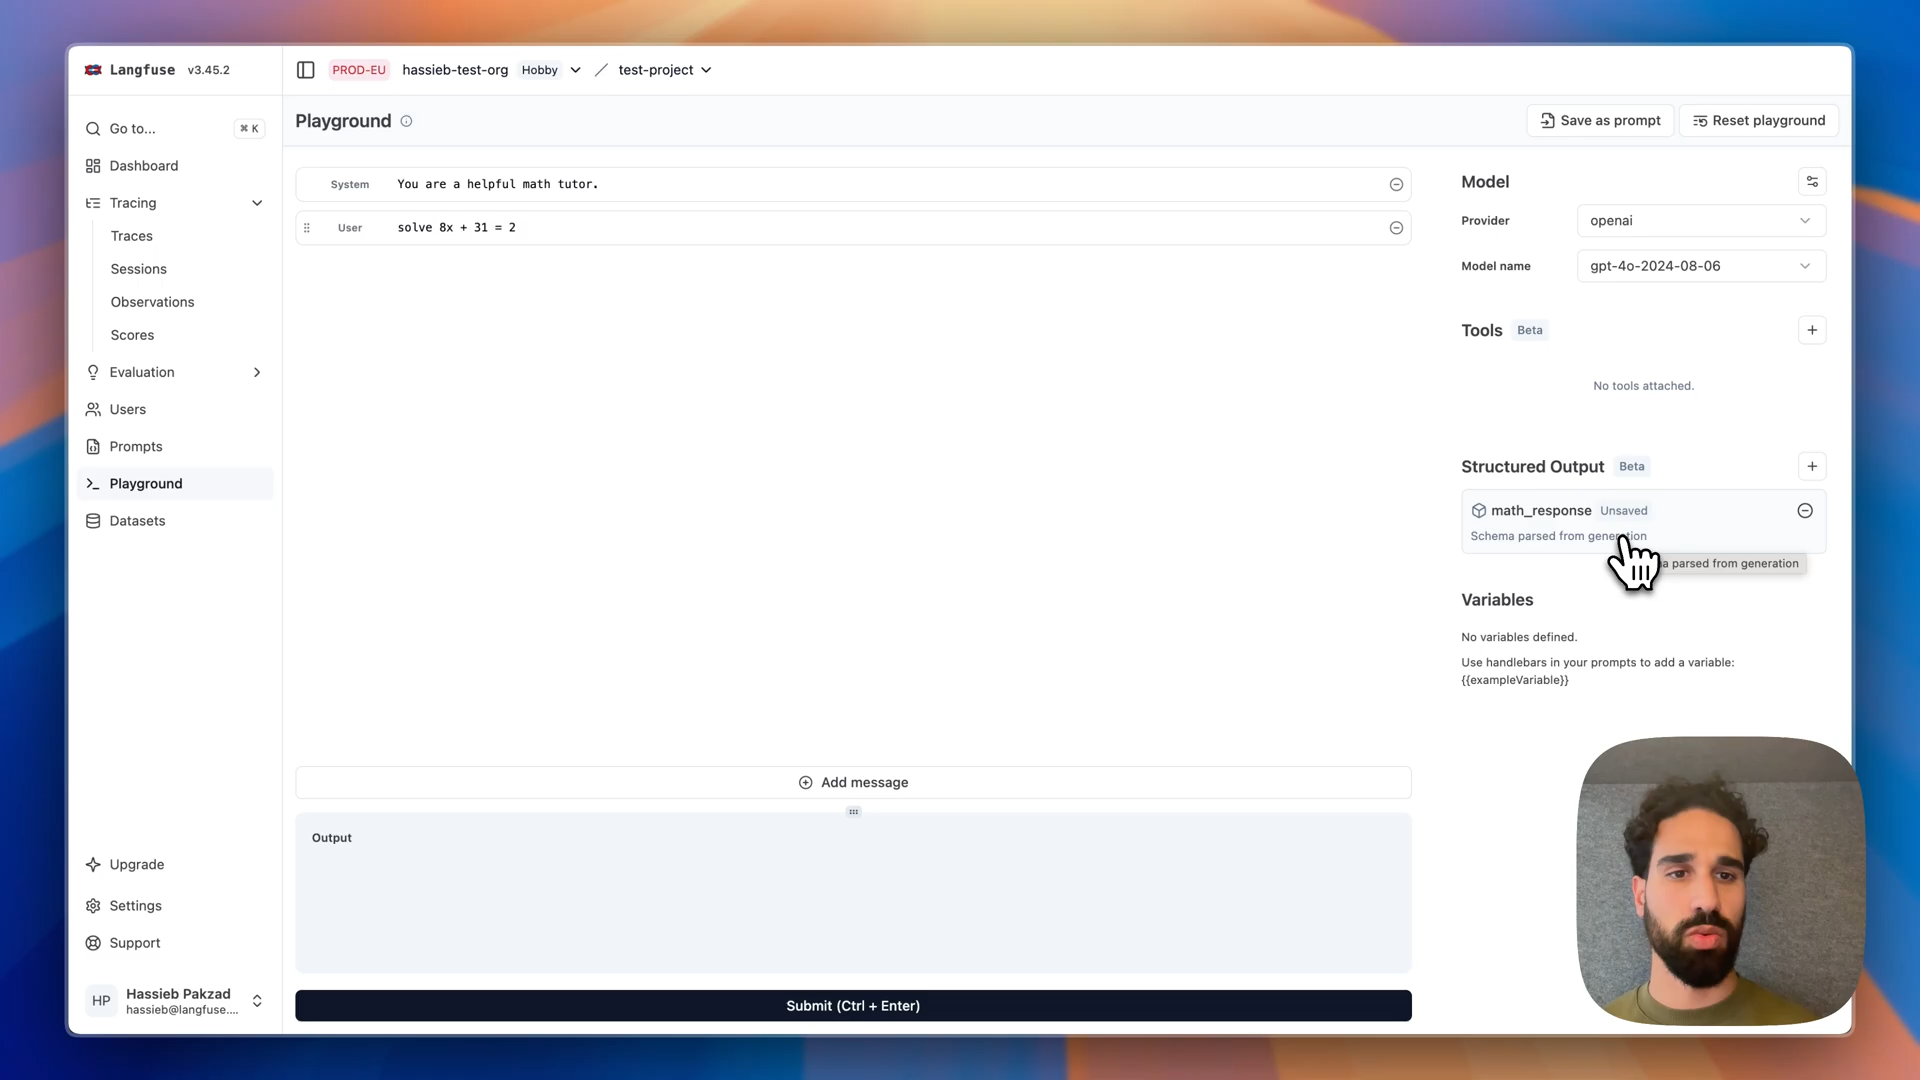 Langfuse v3.45.2
PROD-EU hassieb-test-org Hobby / test-project
Go to... ⌘ K
Dashboard
Tracing
Traces
Sessions
Observations
Scores
Evaluation
Users
Prompts
Playground
Datasets
Upgrade
Settings
Support
HP Hassieb Pakzad
hassieb@langfuse....
Playground
Save as prompt
Reset playground
System You are a helpful math tutor.
User solve 8x + 31 = 2
Add message
Output
Submit (Ctrl + Enter)
Model
Provider openai
Model name gpt-4o-2024-08-06
Tools Beta
No tools attached.
Structured Output Beta
math_response Unsaved
Schema parsed from generation
parsed from generation
Variables
No variables defined.
Use handlebars in your prompts to add a variable:
{{exampleVariable}}